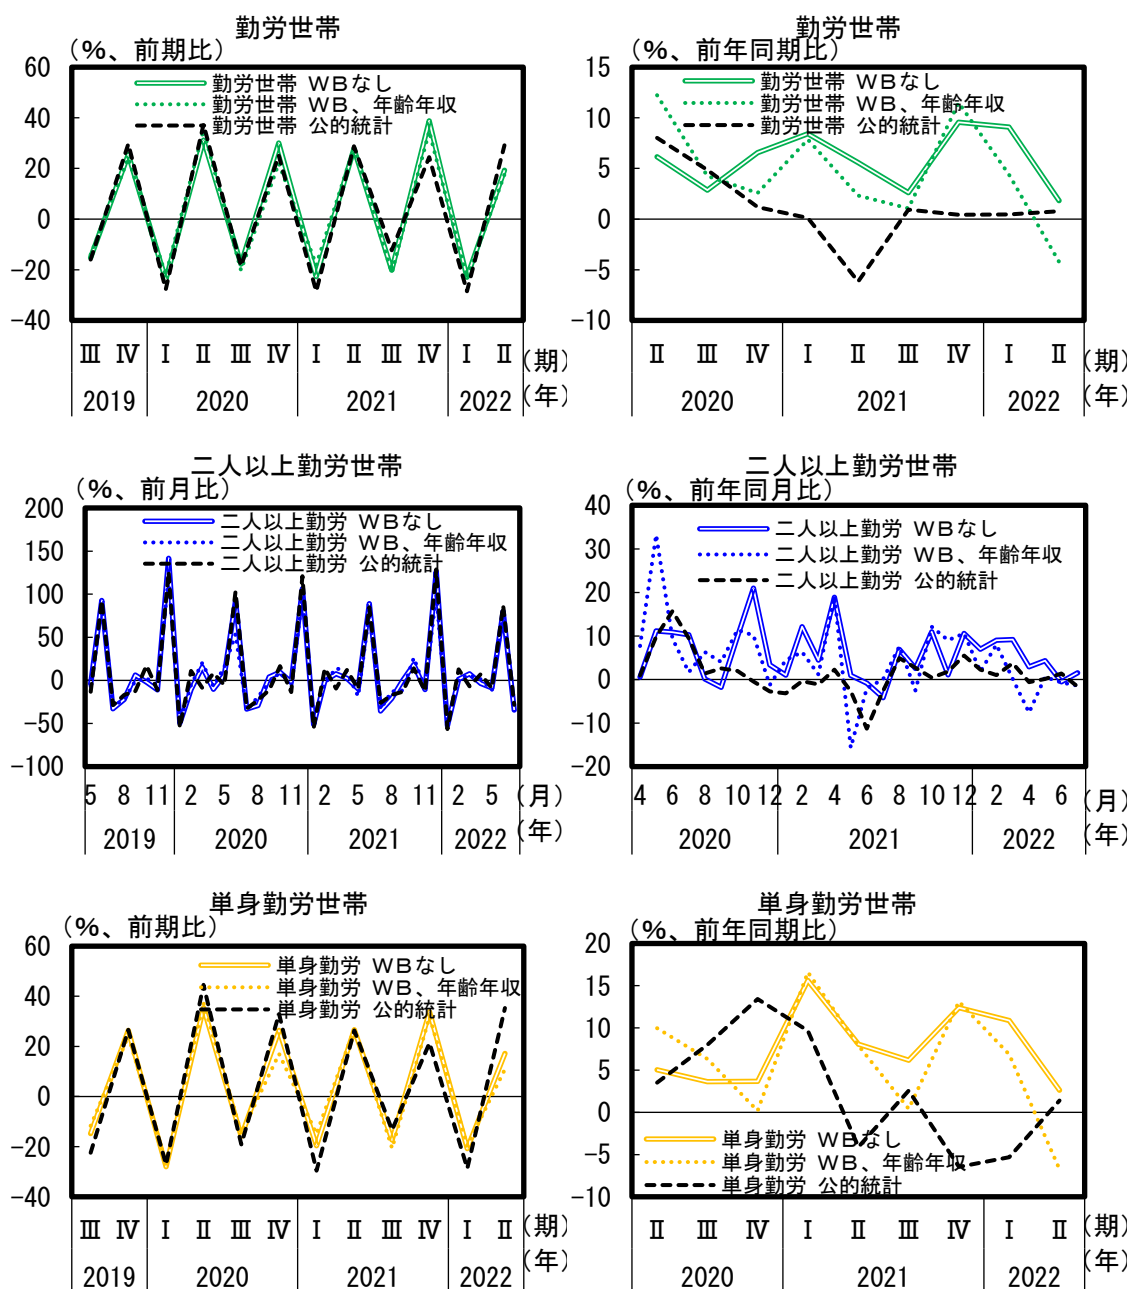 勤労世帯
（％、前期比）
60
40
20
0
−20
−40
勤労世帯 ＷＢなし
勤労世帯 ＷＢ、年齢年収
勤労世帯 公的統計
Ⅲ Ⅳ Ⅰ Ⅱ Ⅲ Ⅳ Ⅰ Ⅱ Ⅲ Ⅳ Ⅰ Ⅱ （期）
2019 2020 2021 2022 （年）
勤労世帯
（％、前年同期比）
15
10
5
0
−5
−10
勤労世帯 ＷＢなし
勤労世帯 ＷＢ、年齢年収
勤労世帯 公的統計
Ⅱ Ⅲ Ⅳ Ⅰ Ⅱ Ⅲ Ⅳ Ⅰ Ⅱ （期）
2020 2021 2022 （年）
二人以上勤労世帯
（％、前月比）
200
150
100
50
0
−50
−100
二人以上勤労 ＷＢなし
二人以上勤労 ＷＢ、年齢年収
二人以上勤労 公的統計
5 8 11 2 5 8 11 2 5 8 11 2 5 （月）
2019 2020 2021 2022 （年）
二人以上勤労世帯
（％、前年同月比）
40
30
20
10
0
−10
−20
二人以上勤労 ＷＢなし
二人以上勤労 ＷＢ、年齢年収
二人以上勤労 公的統計
4 6 8 10 12 2 4 6 8 10 12 2 4 6 （月）
2020 2021 2022 （年）
単身勤労世帯
（％、前期比）
60
40
20
0
−20
−40
単身勤労 ＷＢなし
単身勤労 ＷＢ、年齢年収
単身勤労 公的統計
Ⅲ Ⅳ Ⅰ Ⅱ Ⅲ Ⅳ Ⅰ Ⅱ Ⅲ Ⅳ Ⅰ Ⅱ （期）
2019 2020 2021 2022 （年）
単身勤労世帯
（％、前年同期比）
20
15
10
5
0
−5
−10
単身勤労 ＷＢなし
単身勤労 ＷＢ、年齢年収
単身勤労 公的統計
Ⅱ Ⅲ Ⅳ Ⅰ Ⅱ Ⅲ Ⅳ Ⅰ Ⅱ （期）
2020 2021 2022 （年）